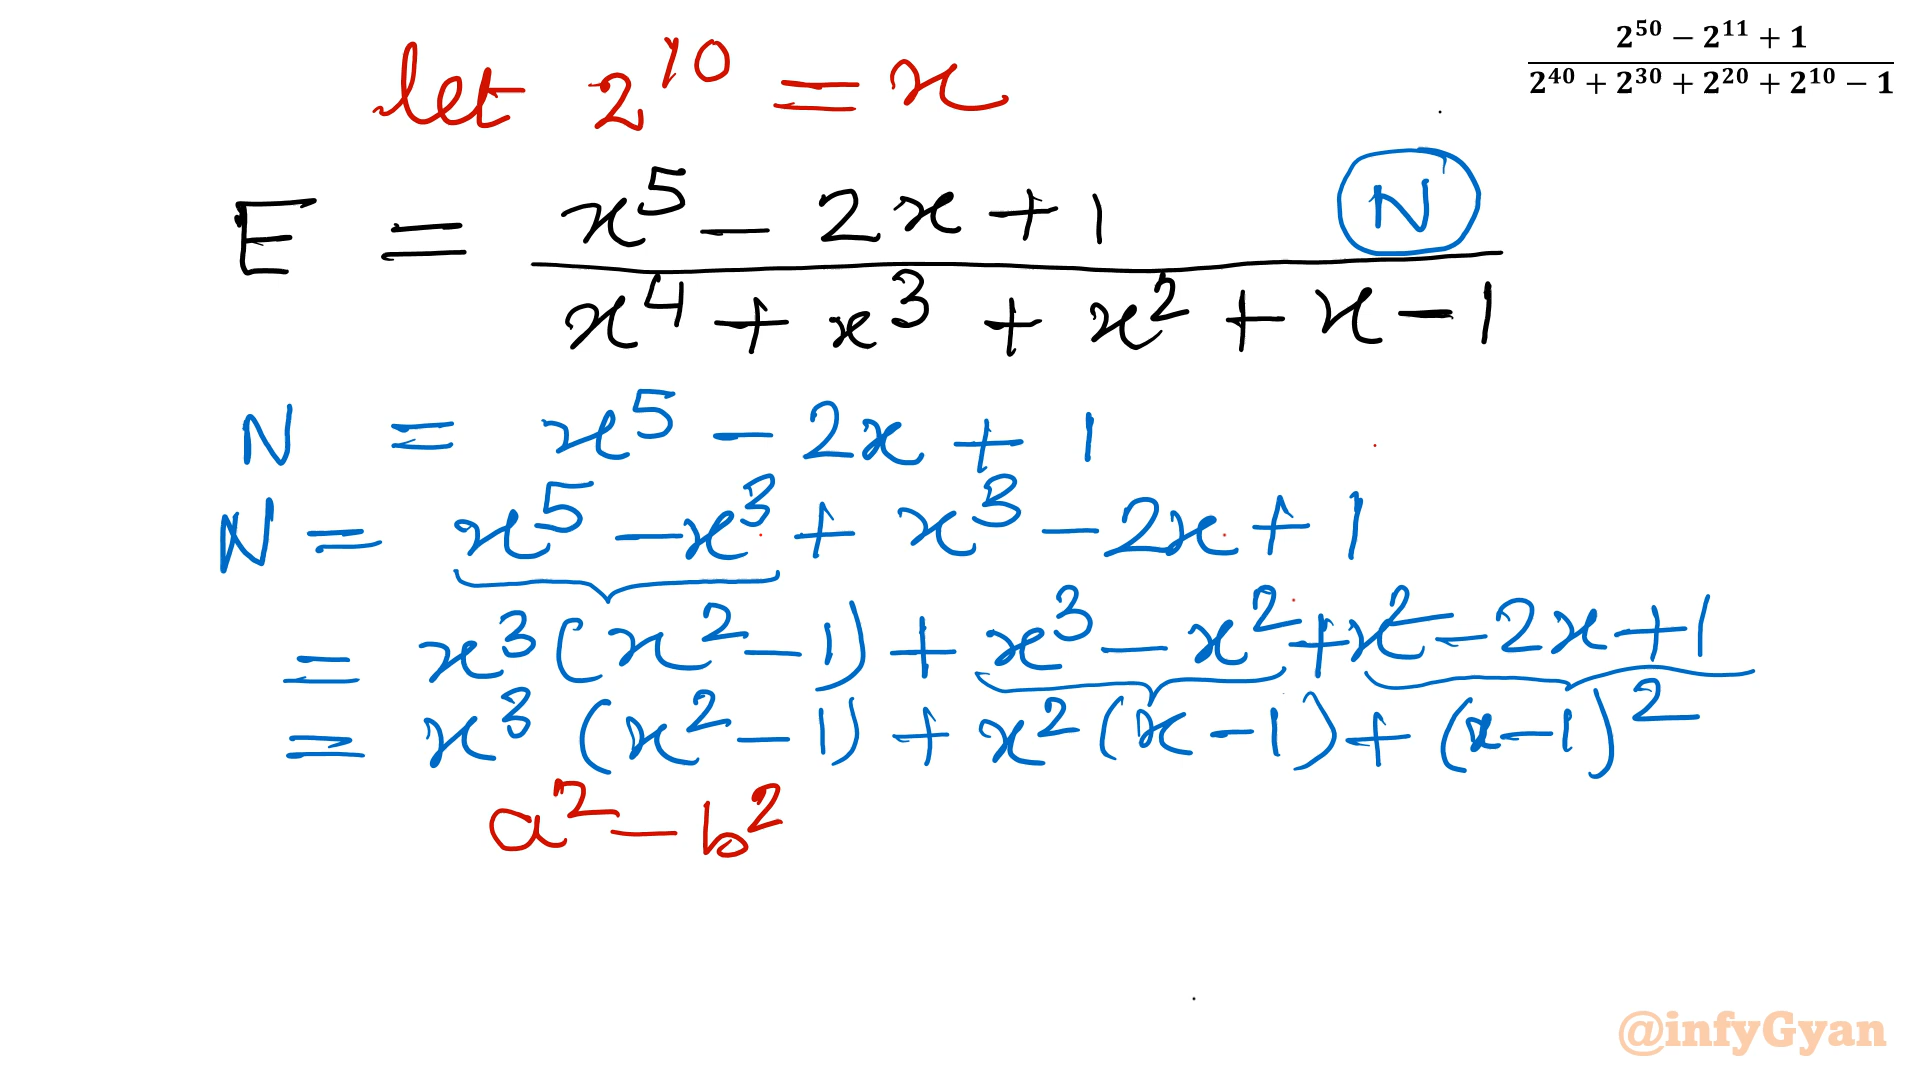 let 2^10 = x
2^50 − 2^11 + 1
2^40 + 2^30 + 2^20 + 2^10 − 1
E = x^5 − 2x + 1
N
x^4 + x^3 + x^2 + x − 1
N = x^5 − 2x + 1
N = x^5 − x^3 + x^3 − 2x + 1
= x^3 (x^2 − 1) + x^3 − x^2 + x^2 − 2x + 1
= x^3 (x^2 − 1) + x^2 (x − 1) + (x − 1)^2
a^2 − b^2
@infyGyan